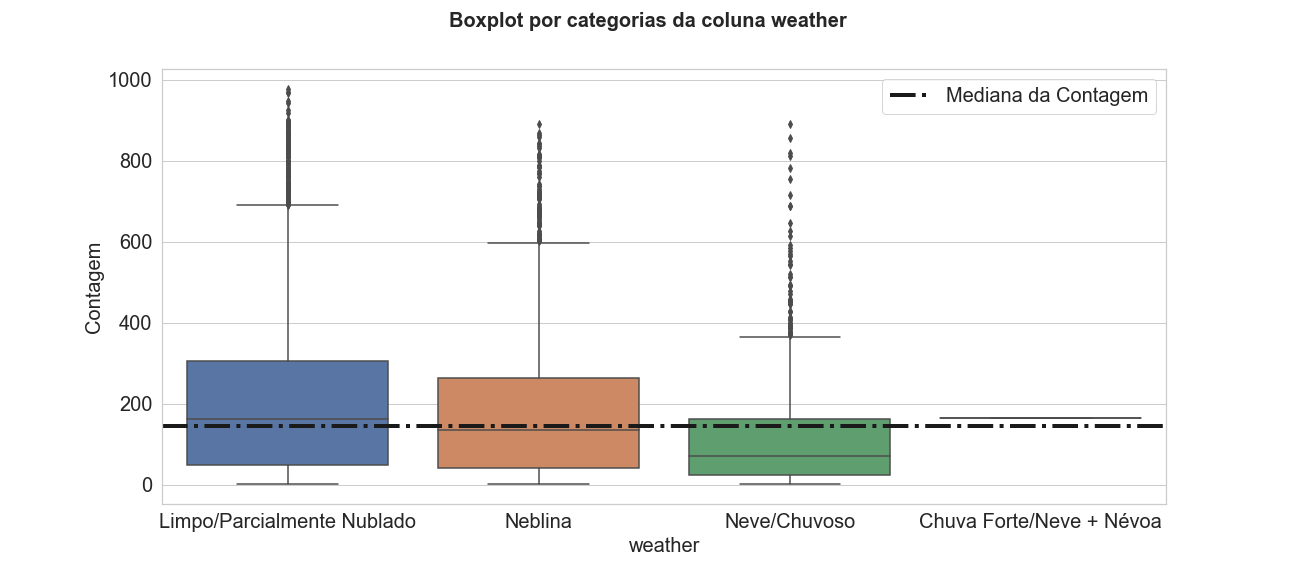 Boxplot por categorias da coluna weather
1000
800
600
400
200
0
Contagem
Mediana da Contagem
Limpo/Parcialmente Nublado
Neblina
Neve/Chuvoso
Chuva Forte/Neve + Névoa
weather